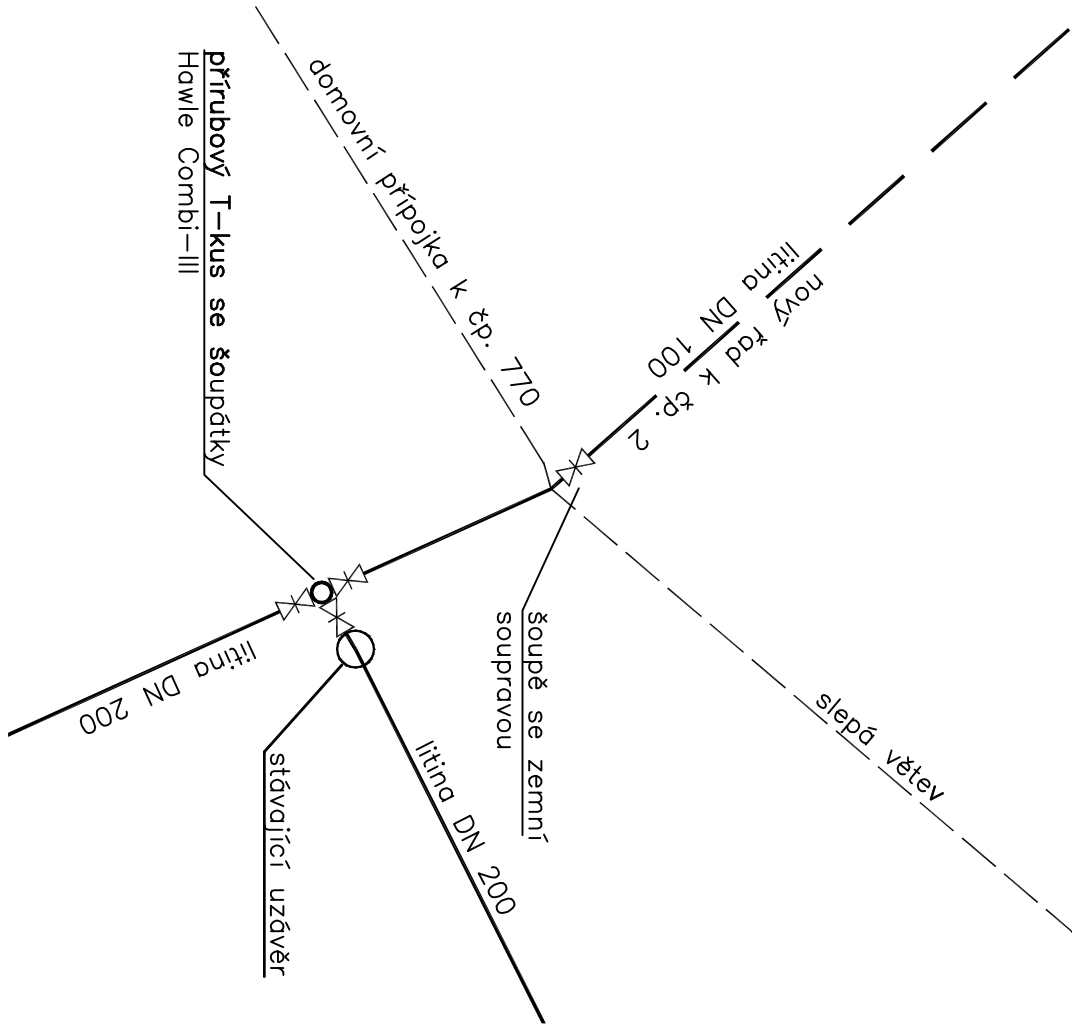 přírubový T-kus se šoupátky
Hawle Combi-III
domovní přípojka k čp. 770
litina DN 100
nový řad k čp. 2
šoupě se zemní
soupravou
slepá větev
litina DN 200
litina DN 200
stávající uzávěr